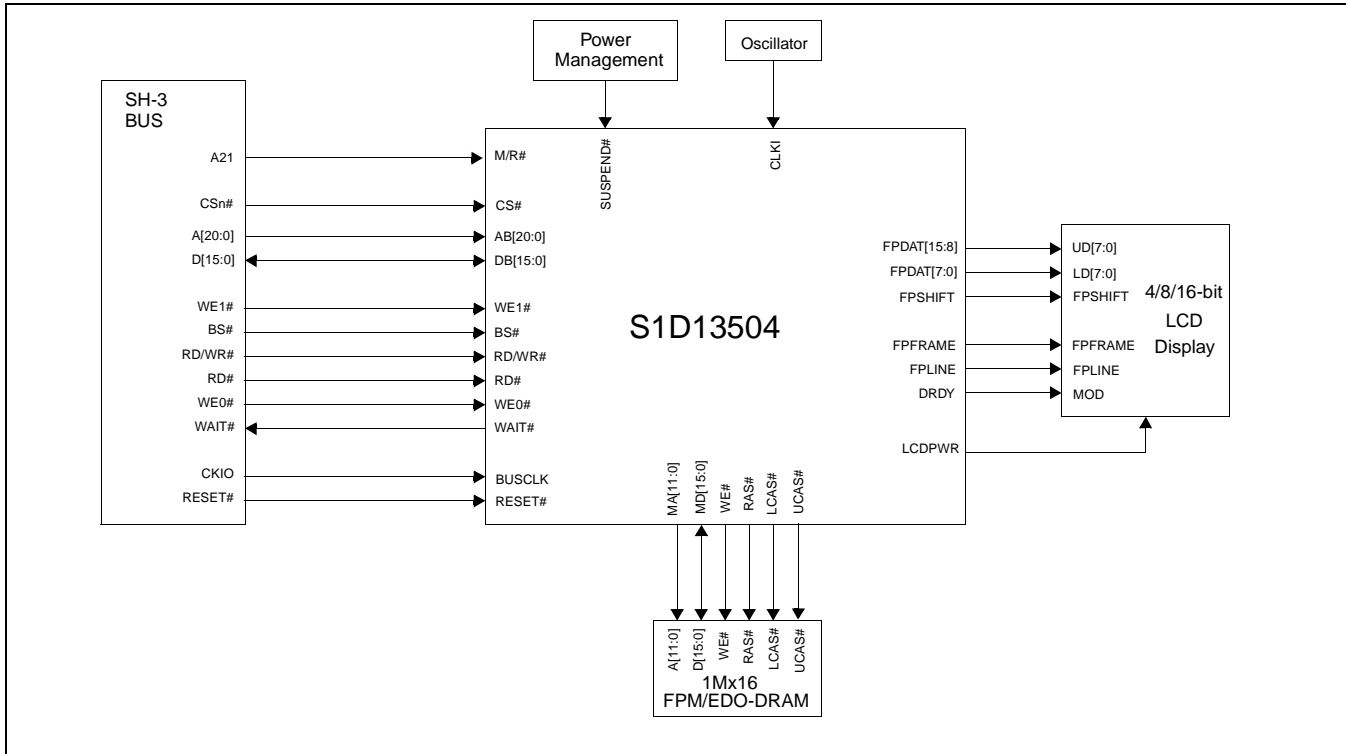 Power
Management
Oscillator
SH-3
BUS
A21
CSn#
A[20:0]
D[15:0]
WE1#
BS#
RD/WR#
RD#
WE0#
WAIT#
CKIO
RESET#
SUSPEND#
CLKI
M/R#
CS#
AB[20:0]
DB[15:0]
WE1#
BS#
RD/WR#
RD#
WE0#
WAIT#
BUSCLK
RESET#
S1D13504
FPDAT[15:8]
FPDAT[7:0]
FPSHIFT
FPFRAME
FPLINE
DRDY
LCDPWR
UD[7:0]
LD[7:0]
FPSHIFT
FPFRAME
FPLINE
MOD
4/8/16-bit
LCD
Display
MA[11:0]
MD[15:0]
WE#
RAS#
LCAS#
UCAS#
A[11:0]
D[15:0]
WE#
RAS#
LCAS#
UCAS#
1Mx16
FPM/EDO-DRAM